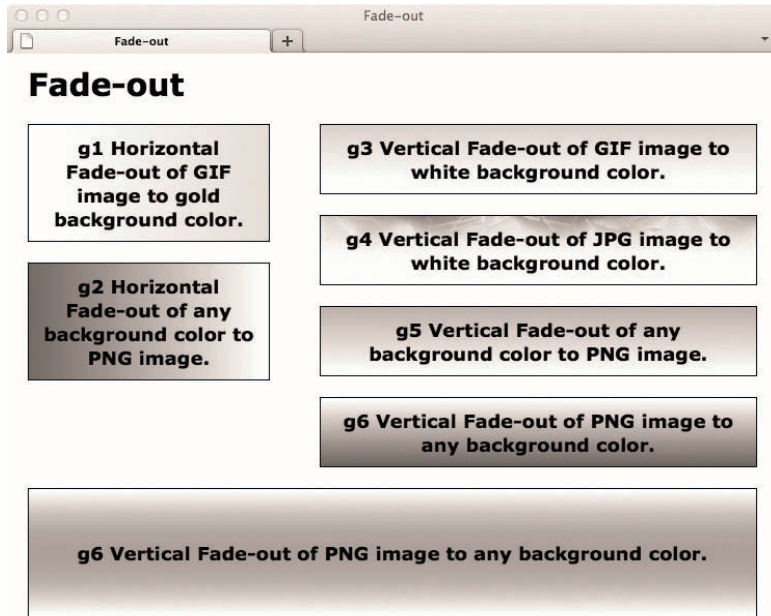 Fade-out
Fade-out
+
Fade-out
g1 Horizontal
Fade-out of GIF
image to gold
background color.
g2 Horizontal
Fade-out of any
background color to
PNG image.
g3 Vertical Fade-out of GIF image to
white background color.
g4 Vertical Fade-out of JPG image to
white background color.
g5 Vertical Fade-out of any
background color to PNG image.
g6 Vertical Fade-out of PNG image to
any background color.
g6 Vertical Fade-out of PNG image to any background color.